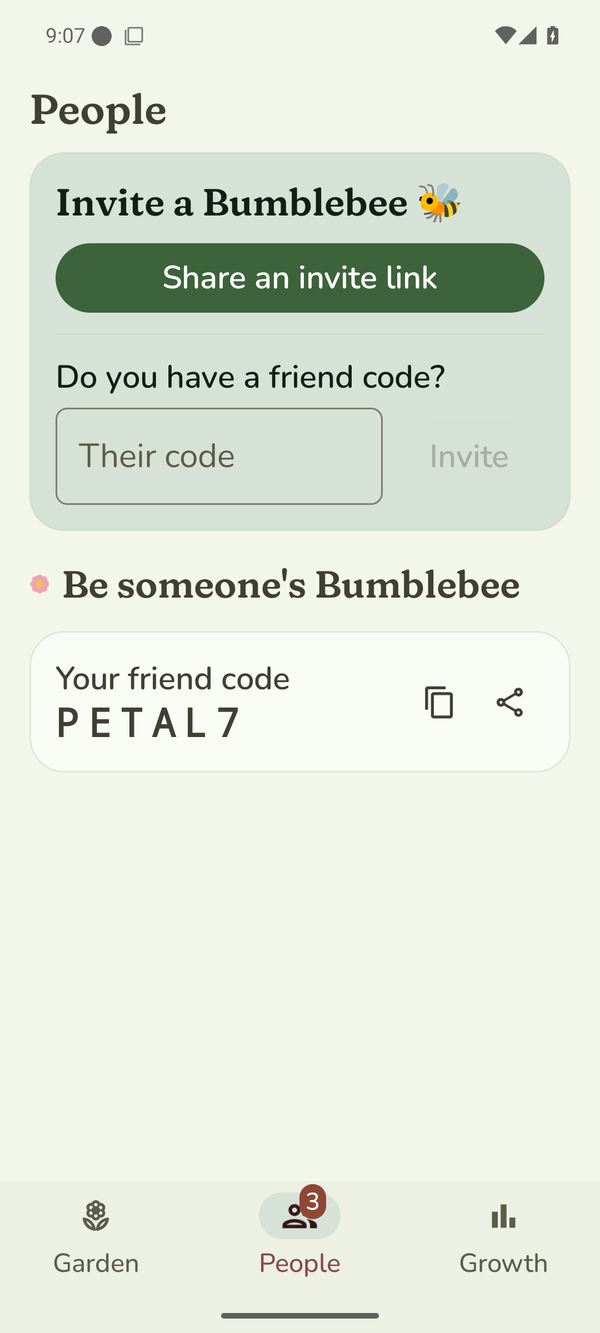 9:07
People
Invite a Bumblebee 🐝
Share an invite link
Do you have a friend code?
Their code
Invite
Be someone's Bumblebee
Your friend code
PETAL7
3
Garden
People
Growth